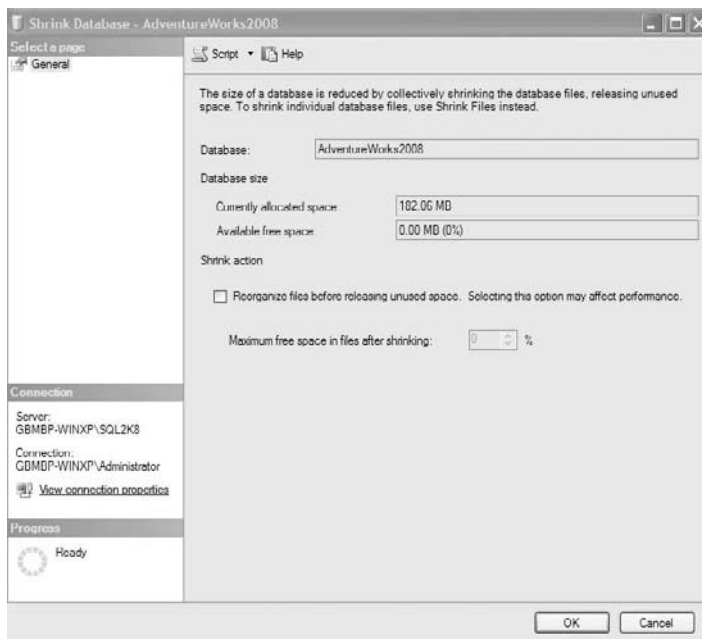 Shrink Database - AdventureWorks2008
Select a page
General
Script
Help
The size of a database is reduced by collectively shrinking the database files, releasing unused
space. To shrink individual database files, use Shrink Files instead.
Database:
AdventureWorks2008
Database size
Currently allocated space
182.06 MB
Available free space
0.00 MB (0%)
Shrink action
Reorganize files before releasing unused space. Selecting this option may affect performance.
Maximum free space in files after shrinking:
0
%
Connection
Server:
GBMBP-WINXP\SQL2K8
Connection:
GBMBP-WINXP\Administrator
View connection properties
Progress
Ready
OK
Cancel